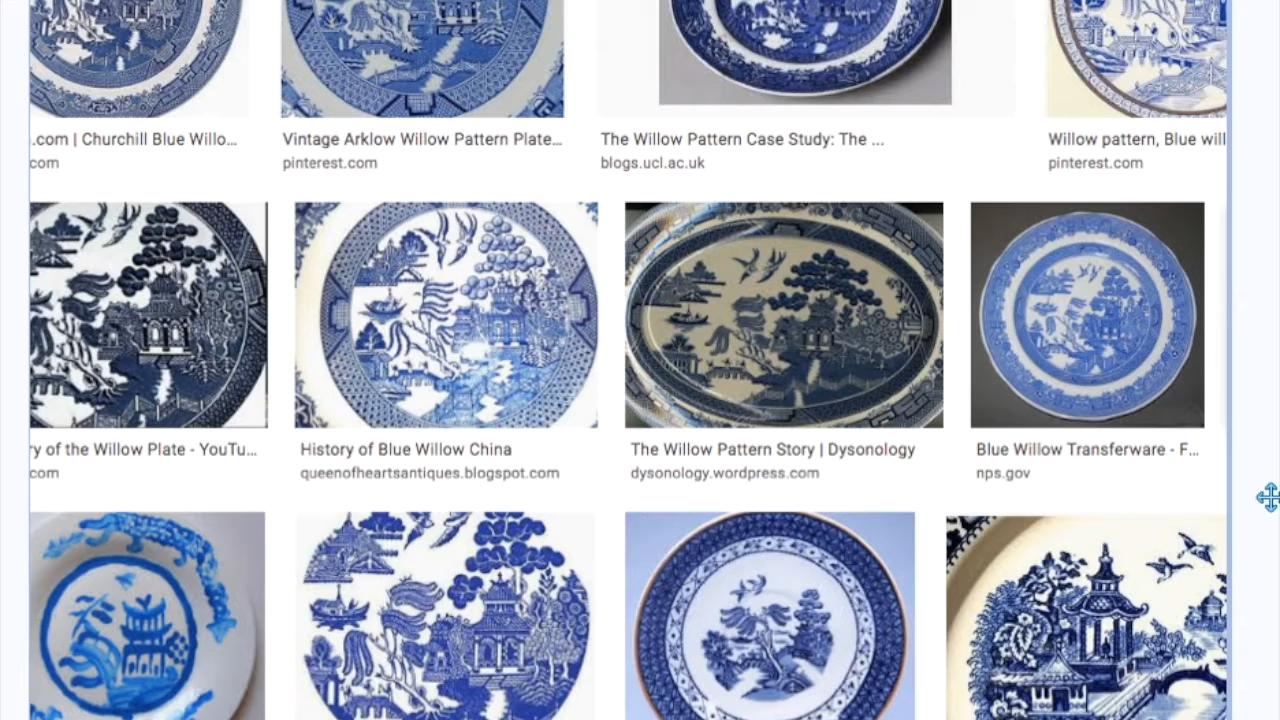 .com | Churchill Blue Willo...
com
Vintage Arklow Willow Pattern Plate...
pinterest.com
The Willow Pattern Case Study: The ...
blogs.ucl.ac.uk
Willow pattern, Blue will
pinterest.com
ry of the Willow Plate - YouTu...
com
History of Blue Willow China
queenofheartsantiques.blogspot.com
The Willow Pattern Story | Dysonology
dysonology.wordpress.com
Blue Willow Transferware - F...
nps.gov